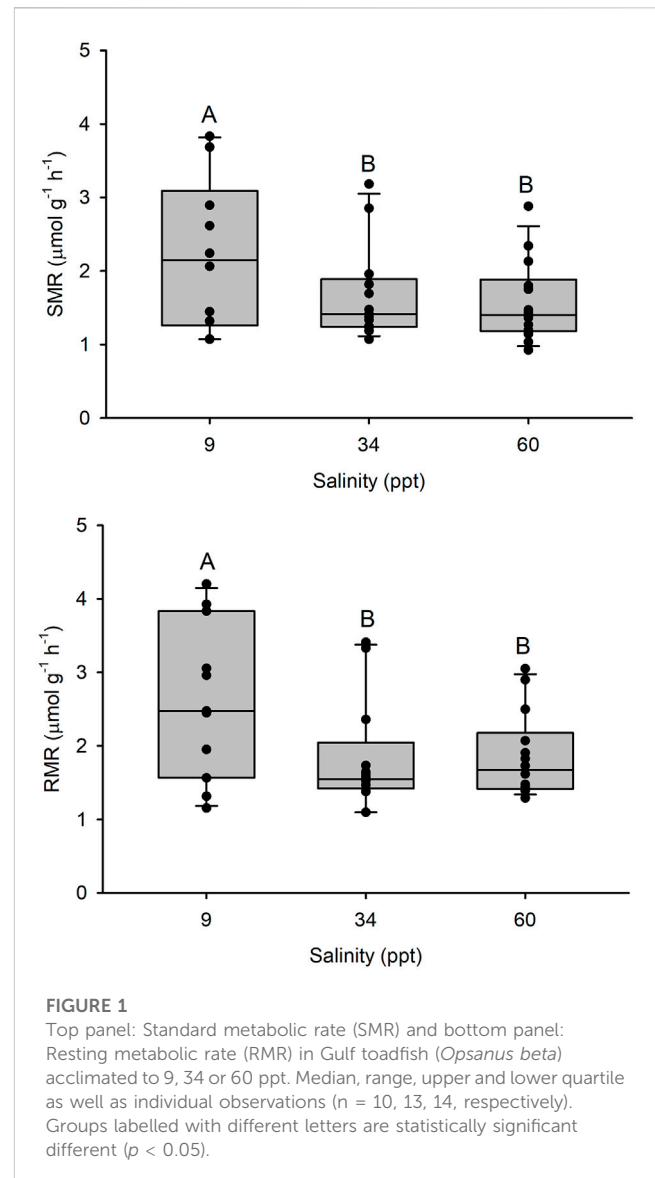 5
4
3
2
1
0
SMR (μmol g⁻¹ h⁻¹)
A
B
B
9 34 60
Salinity (ppt)
5
4
3
2
1
0
RMR (μmol g⁻¹ h⁻¹)
A
B
B
9 34 60
Salinity (ppt)
FIGURE 1
Top panel: Standard metabolic rate (SMR) and bottom panel:
Resting metabolic rate (RMR) in Gulf toadfish (Opsanus beta)
acclimated to 9, 34 or 60 ppt. Median, range, upper and lower quartile
as well as individual observations (n = 10, 13, 14, respectively).
Groups labelled with different letters are statistically significant
different (p < 0.05).